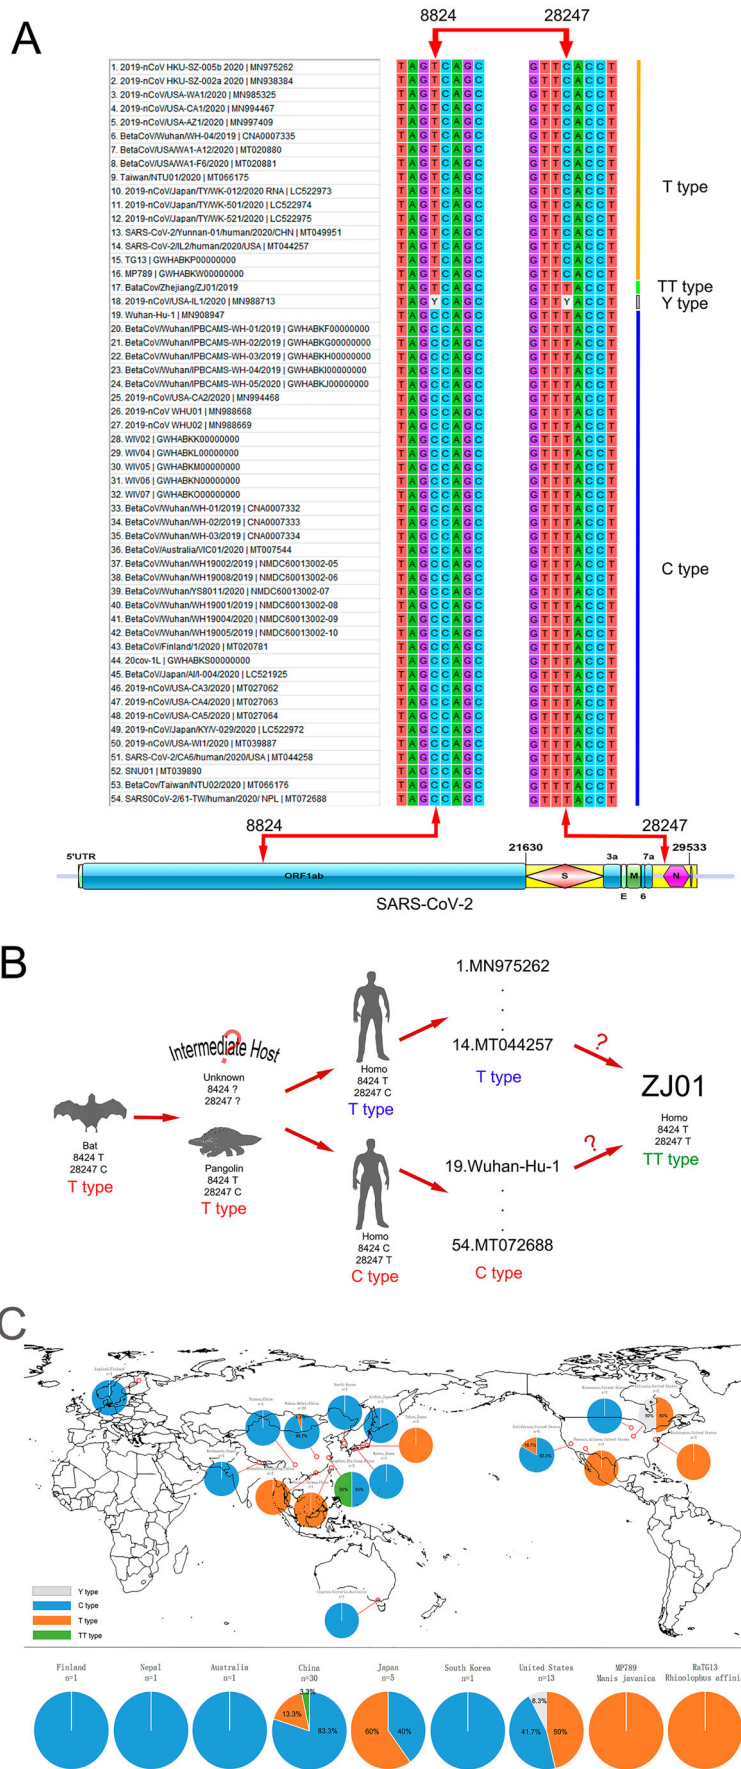 A
8824 28247
1. 2019-nCoV HKU-SZ-005b 2020 | MN975262 T A G T C A G C G T T C A C C T
2. 2019-nCoV HKU-SZ-002a 2020 | MN938384 T A G T C A G C G T T C A C C T
3. 2019-nCoV/USA-WA1/2020 | MN985325 T A G T C A G C G T T C A C C T
4. 2019-nCoV/USA-CA1/2020 | MN994467 T A G T C A G C G T T C A C C T
5. 2019-nCoV/USA-AZ1/2020 | MN997409 T A G T C A G C G T T C A C C T
6. BetaCoV/Wuhan/WH-04/2019 | CNA0007335 T A G T C A G C G T T C A C C T
7. BetaCoV/USA/WA1-A12/2020 | MT020880 T A G T C A G C G T T C A C C T
8. BetaCoV/USA/WA1-F6/2020 | MT020881 T A G T C A G C G T T C A C C T
9. Taiwan/NTU01/2020 | MT066175 T A G T C A G C G T T C A C C T
10. 2019-nCoV/Japan/TY/WK-012/2020 RNA | LC522973 T A G T C A G C G T T C A C C T
T type
11. 2019-nCoV/Japan/TY/WK-501/2020 | LC522974 T A G T C A G C G T T C A C C T
12. 2019-nCoV/Japan/TY/WK-521/2020 | LC522975 T A G T C A G C G T T C A C C T
13. SARS-CoV-2/Yunnan-01/human/2020/CHN | MT049951 T A G T C A G C G T T C A C C T
14. SARS-CoV-2/IL2/human/2020/USA | MT044257 T A G T C A G C G T T C A C C T
15. TG13 | GWHABKP00000000 T A G T C A G C G T T C A C C T
16. MP789 | GWHABKW00000000 T A G T C A G C G T T C A C C T
17. BataCov/Zhejiang/ZJ01/2019 T A G T C A G C G T T T A C C T TT type
18. 2019-nCoV/USA-IL1/2020 | MN988713 T A G Y C A G C G T T Y A C C T Y type
19. Wuhan-Hu-1 | MN908947 T A G C C A G C G T T T A C C T
20. BetaCoV/Wuhan/IPBCAMS-WH-01/2019 | GWHABKF00000000 T A G C C A G C G T T T A C C T
21. BetaCoV/Wuhan/IPBCAMS-WH-02/2019 | GWHABKG00000000 T A G C C A G C G T T T A C C T
22. BetaCoV/Wuhan/IPBCAMS-WH-03/2019 | GWHABKH00000000 T A G C C A G C G T T T A C C T
23. BetaCoV/Wuhan/IPBCAMS-WH-04/2019 | GWHABKI00000000 T A G C C A G C G T T T A C C T
24. BetaCoV/Wuhan/IPBCAMS-WH-05/2020 | GWHABKJ00000000 T A G C C A G C G T T T A C C T
25. 2019-nCoV/USA-CA2/2020 | MN994468 T A G C C A G C G T T T A C C T
26. 2019-nCoV WHU01 | MN988668 T A G C C A G C G T T T A C C T
27. 2019-nCoV WHU02 | MN988669 T A G C C A G C G T T T A C C T
28. WIV02 | GWHABKK00000000 T A G C C A G C G T T T A C C T
29. WIV04 | GWHABKL00000000 T A G C C A G C G T T T A C C T
30. WIV05 | GWHABKM00000000 T A G C C A G C G T T T A C C T
31. WIV06 | GWHABKN00000000 T A G C C A G C G T T T A C C T
32. WIV07 | GWHABKO00000000 T A G C C A G C G T T T A C C T
33. BetaCoV/Wuhan/WH-01/2019 | CNA0007332 T A G C C A G C G T T T A C C T
34. BetaCoV/Wuhan/WH-02/2019 | CNA0007333 T A G C C A G C G T T T A C C T
35. BetaCoV/Wuhan/WH-03/2019 | CNA0007334 T A G C C A G C G T T T A C C T
36. BetaCoV/Australia/VIC01/2020 | MT007544 T A G C C A G C G T T T A C C T
37. BetaCoV/Wuhan/WH19002/2019 | NMDC60013002-05 T A G C C A G C G T T T A C C T
C type
38. BetaCoV/Wuhan/WH19008/2019 | NMDC60013002-06 T A G C C A G C G T T T A C C T
39. BetaCoV/Wuhan/YS8011/2020 | NMDC60013002-07 T A G C C A G C G T T T A C C T
40. BetaCoV/Wuhan/WH19001/2019 | NMDC60013002-08 T A G C C A G C G T T T A C C T
41. BetaCoV/Wuhan/WH19004/2020 | NMDC60013002-09 T A G C C A G C G T T T A C C T
42. BetaCoV/Wuhan/WH19005/2019 | NMDC60013002-10 T A G C C A G C G T T T A C C T
43. BetaCoV/Finland/1/2020 | MT020781 T A G C C A G C G T T T A C C T
44. 20cov-1L | GWHABKS00000000 T A G C C A G C G T T T A C C T
45. BetaCoV/Japan/AI/I-004/2020 | LC521925 T A G C C A G C G T T T A C C T
46. 2019-nCoV/USA-CA3/2020 | MT027062 T A G C C A G C G T T T A C C T
47. 2019-nCoV/USA-CA4/2020 | MT027063 T A G C C A G C G T T T A C C T
48. 2019-nCoV/USA-CA5/2020 | MT027064 T A G C C A G C G T T T A C C T
49. 2019-nCoV/Japan/KY/V-029/2020 | LC522972 T A G C C A G C G T T T A C C T
50. 2019-nCoV/USA-WI1/2020 | MT039887 T A G C C A G C G T T T A C C T
51. SARS-CoV-2/CA6/human/2020/USA | MT044258 T A G C C A G C G T T T A C C T
52. SNU01 | MT039890 T A G C C A G C G T T T A C C T
53. BetaCov/Taiwan/NTU02/2020 | MT066176 T A G C C A G C G T T T A C C T
54. SARS0CoV-2/61-TW/human/2020/ NPL | MT072688 T A G C C A G C G T T T A C C T
8824 28247
5'UTR 21630 3a 7a 29533
ORF1ab S M N
E 6
SARS-CoV-2
B
1.MN975262
.
.
.
14.MT044257
T type
Intermediate Host
?
Unknown
8424 ?
28247 ?
Homo
8424 T
28247 C
T type
?
ZJ01
Homo
8424 T
28247 T
TT type
Bat
8424 T
28247 C
T type
Pangolin
8424 T
28247 C
T type
?
19.Wuhan-Hu-1
.
.
.
54.MT072688
C type
Homo
8424 C
28247 T
C type
C
Y type
C type
T type
TT type
50% 50%
16.7%
83.3%
50% 50%
Finland
n=1
Nepal
n=1
Australia
n=1
China
n=30
Japan
n=5
South Korea
n=1
United States
n=13
MP789
Manis javanica
RaTG13
Rhinolophus affini
3.3%
13.3%
83.3%
60% 40%
8.3%
41.7% 50%